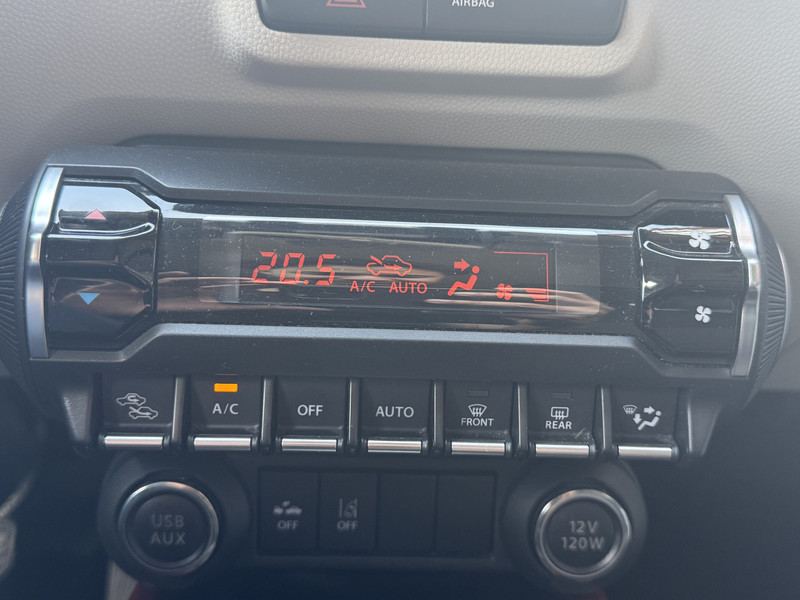 AIRBAG
20.5
A/C AUTO
A/C
OFF
AUTO
FRONT
REAR
USB
AUX
OFF
OFF
12V
120W